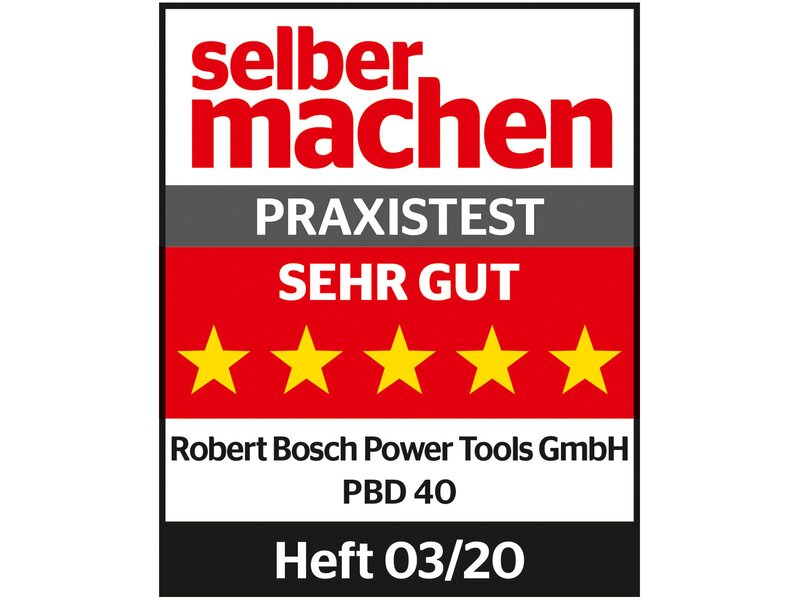 selber
machen
PRAXISTEST
SEHR GUT
Robert Bosch Power Tools GmbH
PBD 40
Heft 03/20